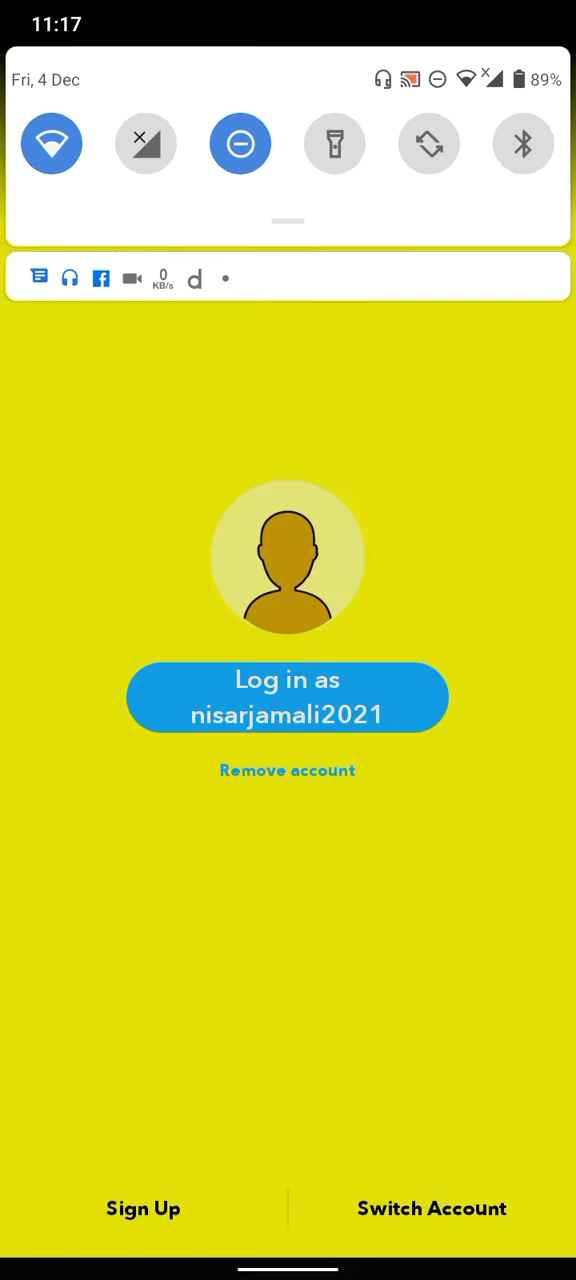 11:17
Fri, 4 Dec
89%
0
KB/s
d
Log in as
nisarjamali2021
Remove account
Sign Up
Switch Account